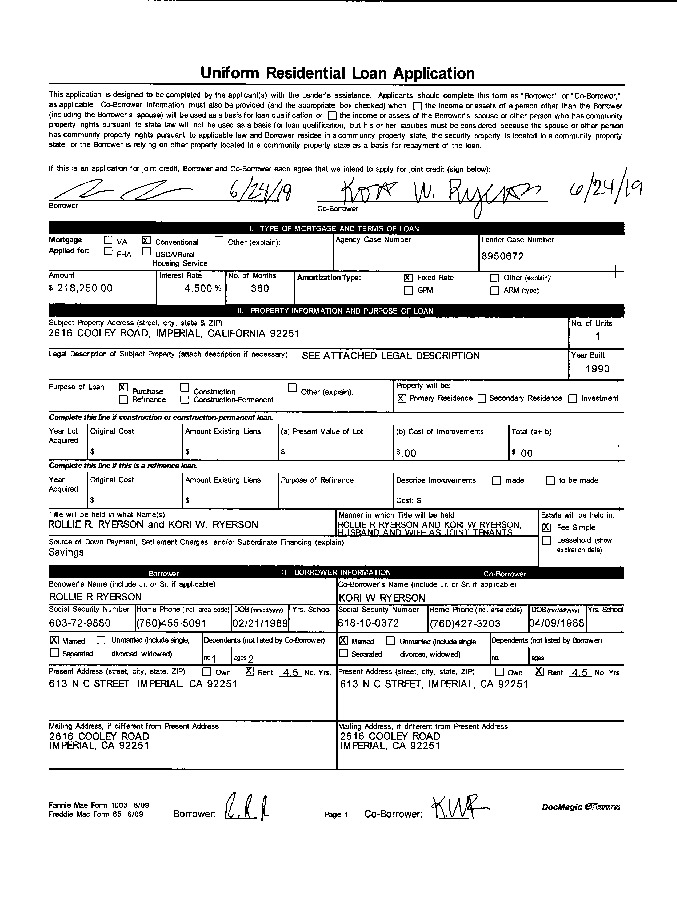 Uniform Residential Loan Application
This application is designed to be completed by the applicant(s) with the Lender's assistance. Applicants should complete this form as "Borrower" or "Co-Borrower,"
as applicable. Co-Borrower information must also be provided (and the appropriate box checked) when the income or assets of a person other than the Borrower
(including the Borrower's spouse) will be used as a basis for loan qualification or the income or assets of the Borrower's spouse or other person who has community
property rights pursuant to state law will not be used as a basis for loan qualification, but his or her liabilities must be considered because the spouse or other person
has community property rights pursuant to applicable law and Borrower resides in a community property state, the security property is located in a community property
state, or the Borrower is relying on other property located in a community property state as a basis for repayment of the loan.
If this is an application for joint credit, Borrower and Co-Borrower each agree that we intend to apply for joint credit (sign below):
6/24/19 Kori W. Ryerson 6/24/19
Borrower Co-Borrower
I. TYPE OF MORTGAGE AND TERMS OF LOAN
Mortgage Applied for: VA X Conventional Other (explain): Agency Case Number Lender Case Number
FHA USDA/Rural Housing Service 8950672
Amount Interest Rate No. of Months Amortization Type: X Fixed Rate Other (explain):
$ 218,250.00 4.500 % 360 GPM ARM (type):
II. PROPERTY INFORMATION AND PURPOSE OF LOAN
Subject Property Address (street, city, state & ZIP) No. of Units
2616 COOLEY ROAD, IMPERIAL, CALIFORNIA 92251 1
Legal Description of Subject Property (attach description if necessary) SEE ATTACHED LEGAL DESCRIPTION Year Built
1990
Purpose of Loan X Purchase Construction Other (explain): Property will be:
Refinance Construction-Permanent X Primary Residence Secondary Residence Investment
Complete this line if construction or construction-permanent loan.
Year Lot Acquired Original Cost Amount Existing Liens (a) Present Value of Lot (b) Cost of Improvements Total (a+b)
$ $ $ $ .00 $ .00
Complete this line if this is a refinance loan.
Year Acquired Original Cost Amount Existing Liens Purpose of Refinance Describe Improvements made to be made
$ $ Cost: $
Title will be held in what Name(s) Manner in which Title will be held Estate will be held in:
ROLLIE R. RYERSON and KORI W. RYERSON ROLLIE R RYERSON AND KORI W RYERSON, X Fee Simple
HUSBAND AND WIFE AS JOINT TENANTS Leasehold (show expiration date)
Source of Down Payment, Settlement Charges, and/or Subordinate Financing (explain)
Savings
Borrower III. BORROWER INFORMATION Co-Borrower
Borrower's Name (include Jr. or Sr. if applicable) Co-Borrower's Name (include Jr. or Sr. if applicable)
ROLLIE R RYERSON KORI W RYERSON
Social Security Number Home Phone (incl. area code) DOB (mm/dd/yyyy) Yrs. School Social Security Number Home Phone (incl. area code) DOB (mm/dd/yyyy) Yrs. School
(760)455-5091 618-10-0372 (760)427-3203
X Married Unmarried (include single, Dependents (not listed by Co-Borrower) X Married Unmarried (include single, Dependents (not listed by Borrower)
Separated divorced, widowed) no. 1 ages 2 Separated divorced, widowed) no. ages
Present Address (street, city, state, ZIP) Own X Rent 4.5 No. Yrs. Present Address (street, city, state, ZIP) Own X Rent 4.5 No. Yrs.
613 N C STREET, IMPERIAL, CA 92251 613 N C STREET, IMPERIAL, CA 92251
Mailing Address, if different from Present Address Mailing Address, if different from Present Address
2616 COOLEY ROAD 2616 COOLEY ROAD
IMPERIAL, CA 92251 IMPERIAL, CA 92251
Fannie Mae Form 1003 6/09
Freddie Mac Form 65 6/09 Borrower: R.R.R Page 1 Co-Borrower: KWR DocMagic eForms